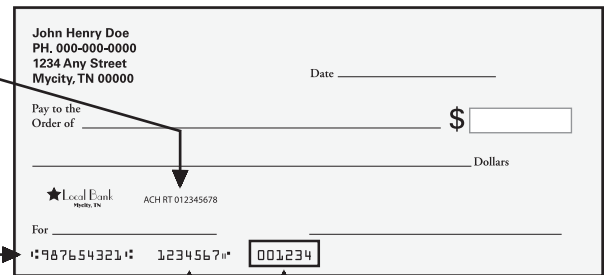 John Henry Doe
PH. 000-000-0000
1234 Any Street
Mycity, TN 00000
Date
Pay to the
Order of
$
Dollars
Local Bank
Mycity, TN
ACH RT 012345678
For
⑆987654321⑆ 1234567⑈ 001234